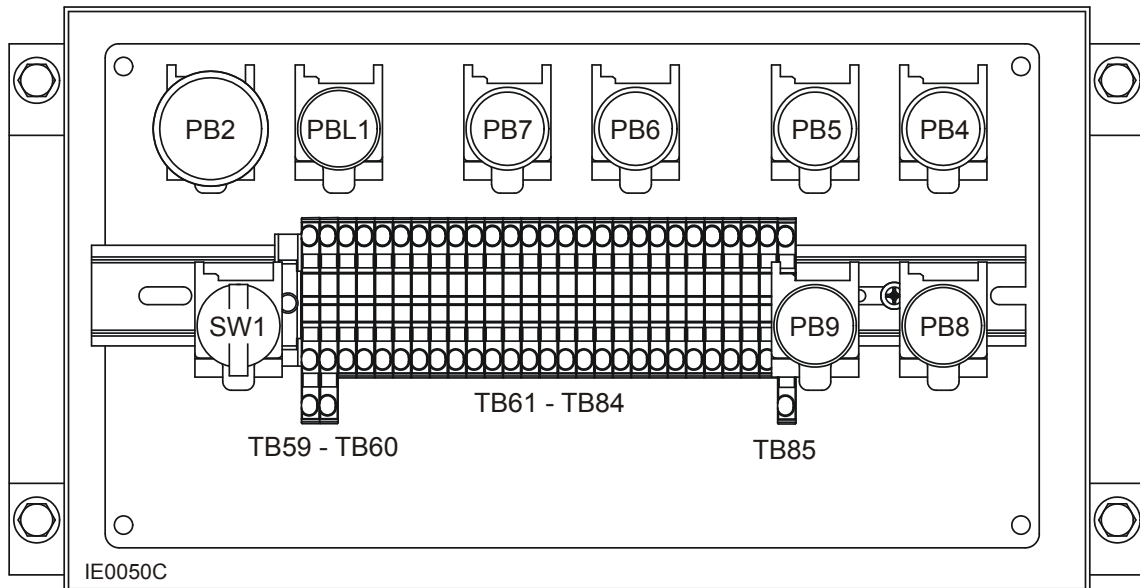 PB2 PBL1 PB7 PB6 PB5 PB4
SW1 PB9 PB8
TB61 - TB84
TB59 - TB60 TB85
IE0050C